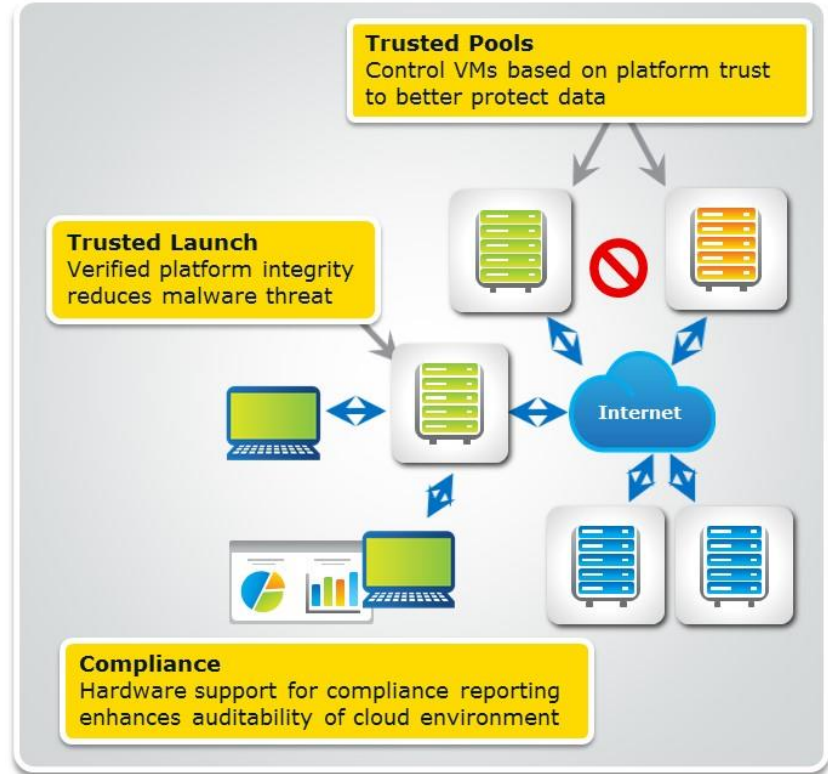 Trusted Pools
Control VMs based on platform trust
to better protect data
Trusted Launch
Verified platform integrity
reduces malware threat
Internet
Compliance
Hardware support for compliance reporting
enhances auditability of cloud environment